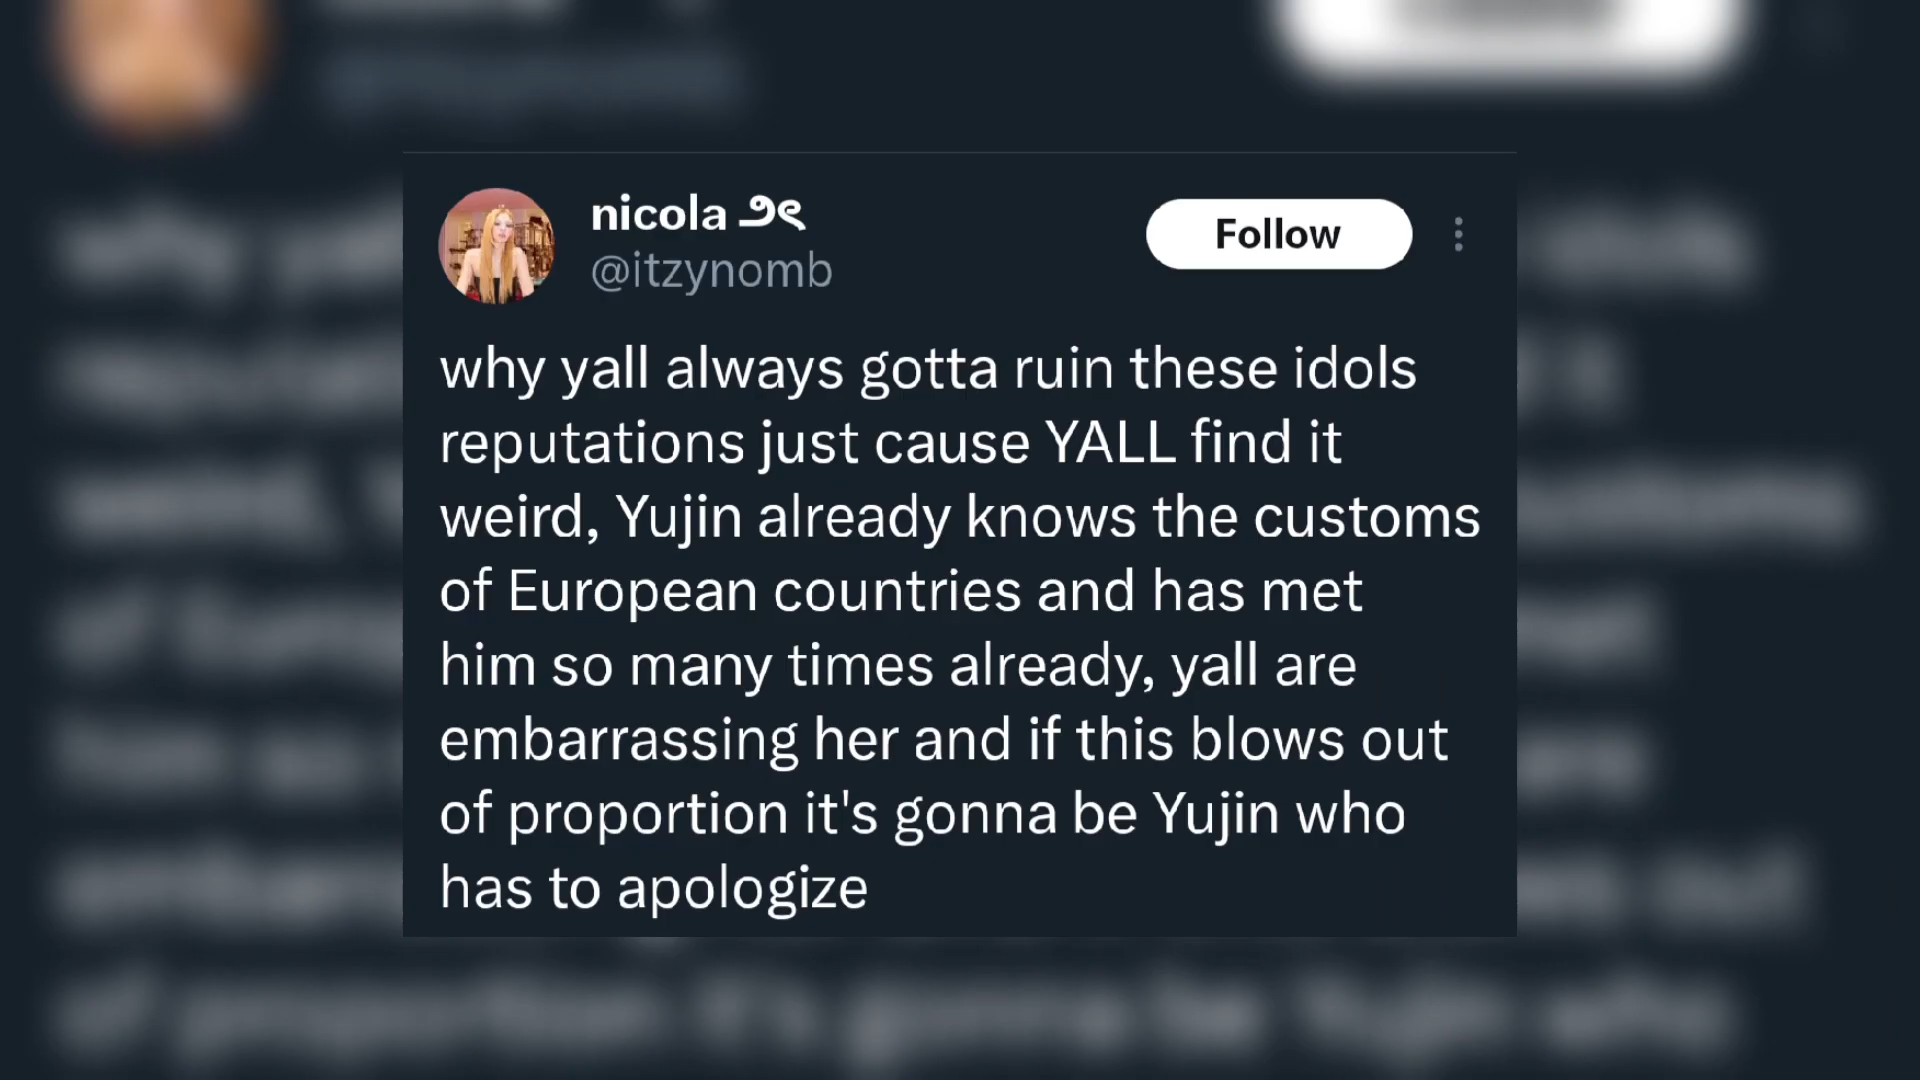 nicola ೨ৎ
@itzynomb
Follow
why yall always gotta ruin these idols
reputations just cause YALL find it
weird, Yujin already knows the customs
of European countries and has met
him so many times already, yall are
embarrassing her and if this blows out
of proportion it's gonna be Yujin who
has to apologize